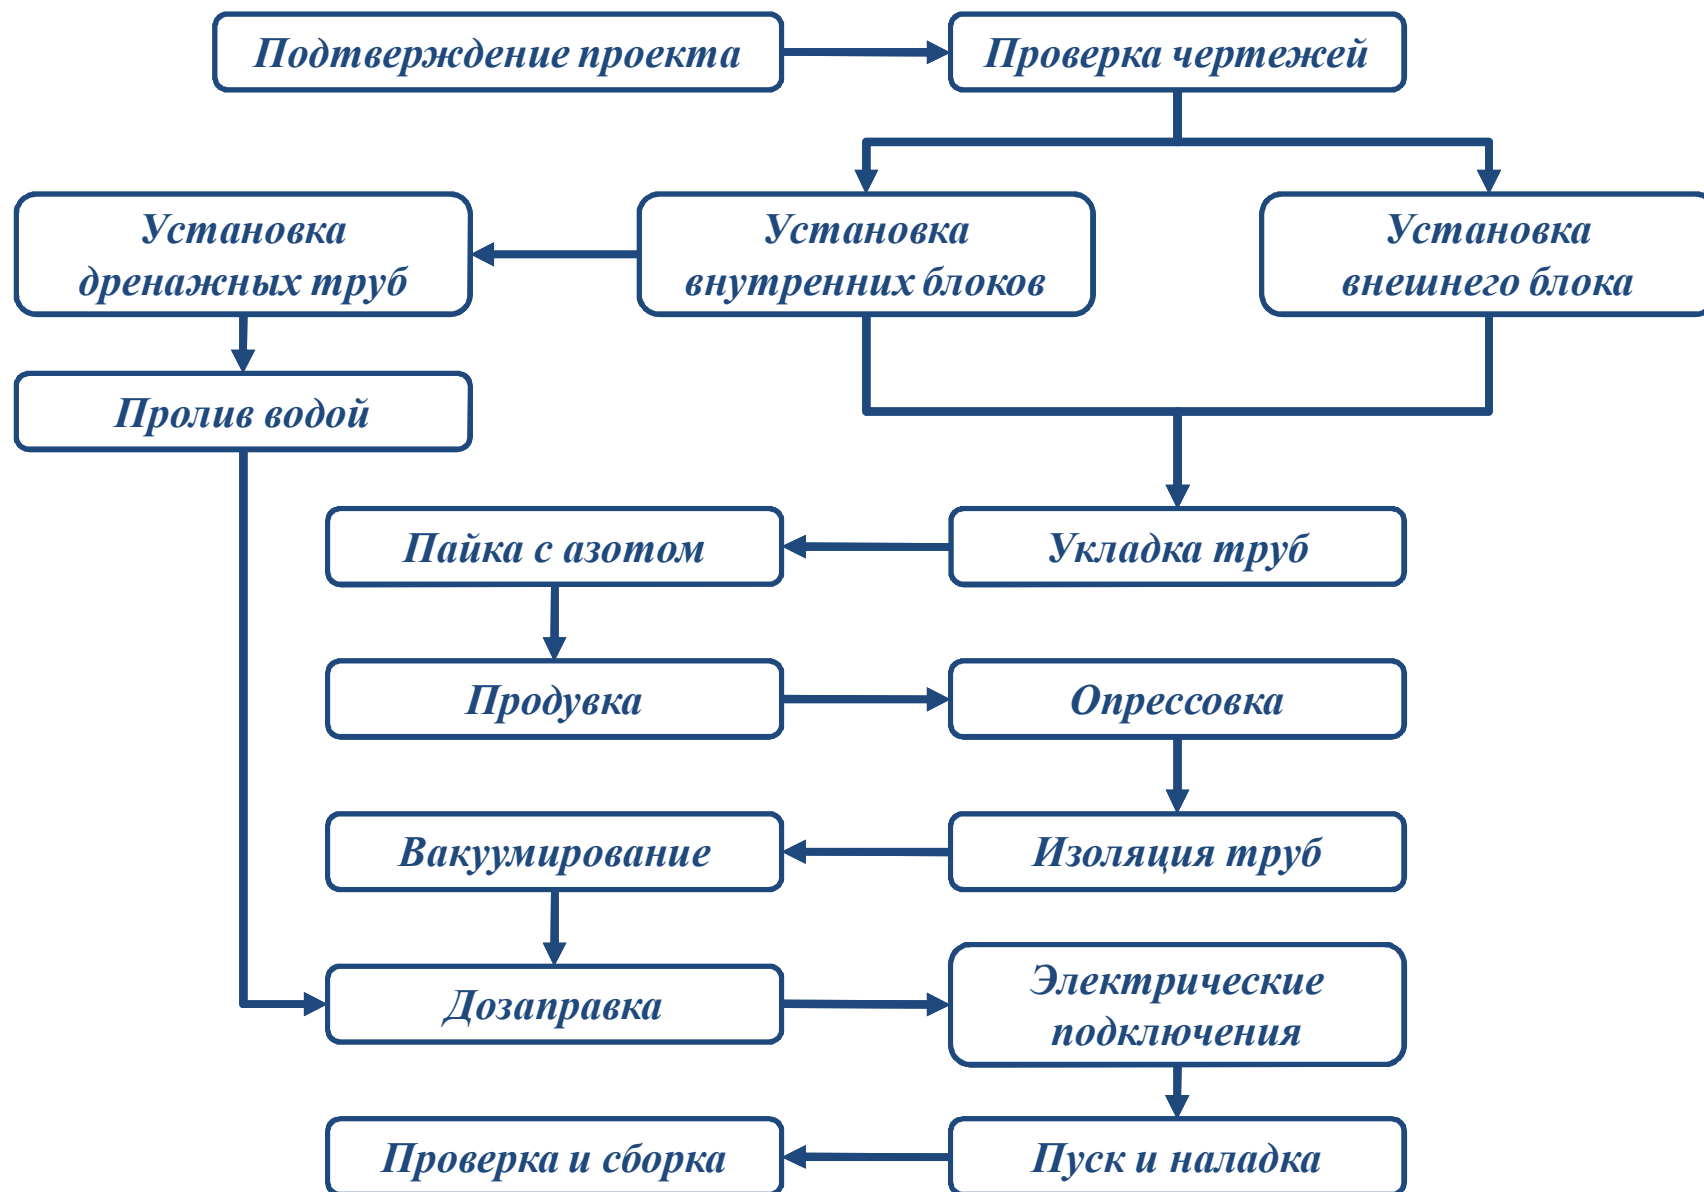 Подтверждение проекта
Проверка чертежей
Установка
дренажных труб
Установка
внутренних блоков
Установка
внешнего блока
Пролив водой
Пайка с азотом
Укладка труб
Продувка
Опрессовка
Вакуумирование
Изоляция труб
Дозаправка
Электрические
подключения
Проверка и сборка
Пуск и наладка